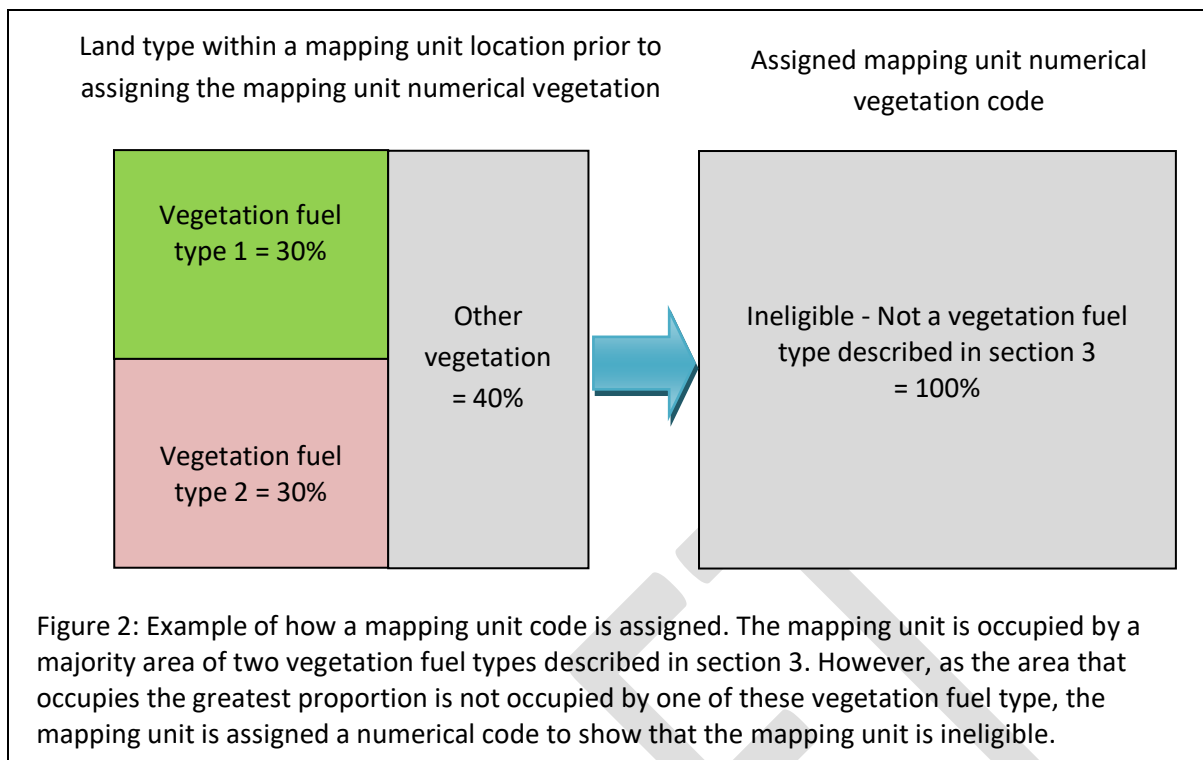 Land type within a mapping unit location prior to
assigning the mapping unit numerical vegetation
Assigned mapping unit numerical
vegetation code
Vegetation fuel
type 1 = 30%
Vegetation fuel
type 2 = 30%
Other
vegetation
= 40%
Ineligible - Not a vegetation fuel
type described in section 3
= 100%
Figure 2: Example of how a mapping unit code is assigned. The mapping unit is occupied by a
majority area of two vegetation fuel types described in section 3. However, as the area that
occupies the greatest proportion is not occupied by one of these vegetation fuel type, the
mapping unit is assigned a numerical code to show that the mapping unit is ineligible.